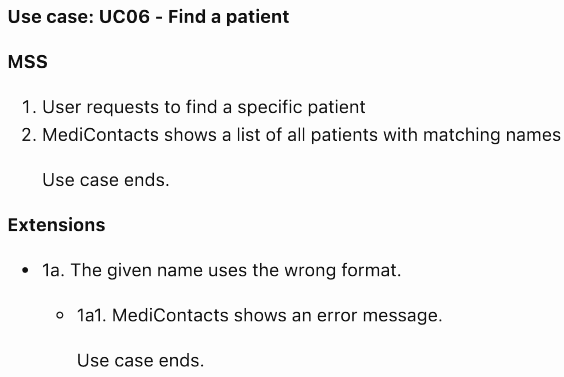 Use case: UC06 - Find a patient
MSS
1. User requests to find a specific patient
2. MediContacts shows a list of all patients with matching names
Use case ends.
Extensions
• 1a. The given name uses the wrong format.
◦ 1a1. MediContacts shows an error message.
Use case ends.